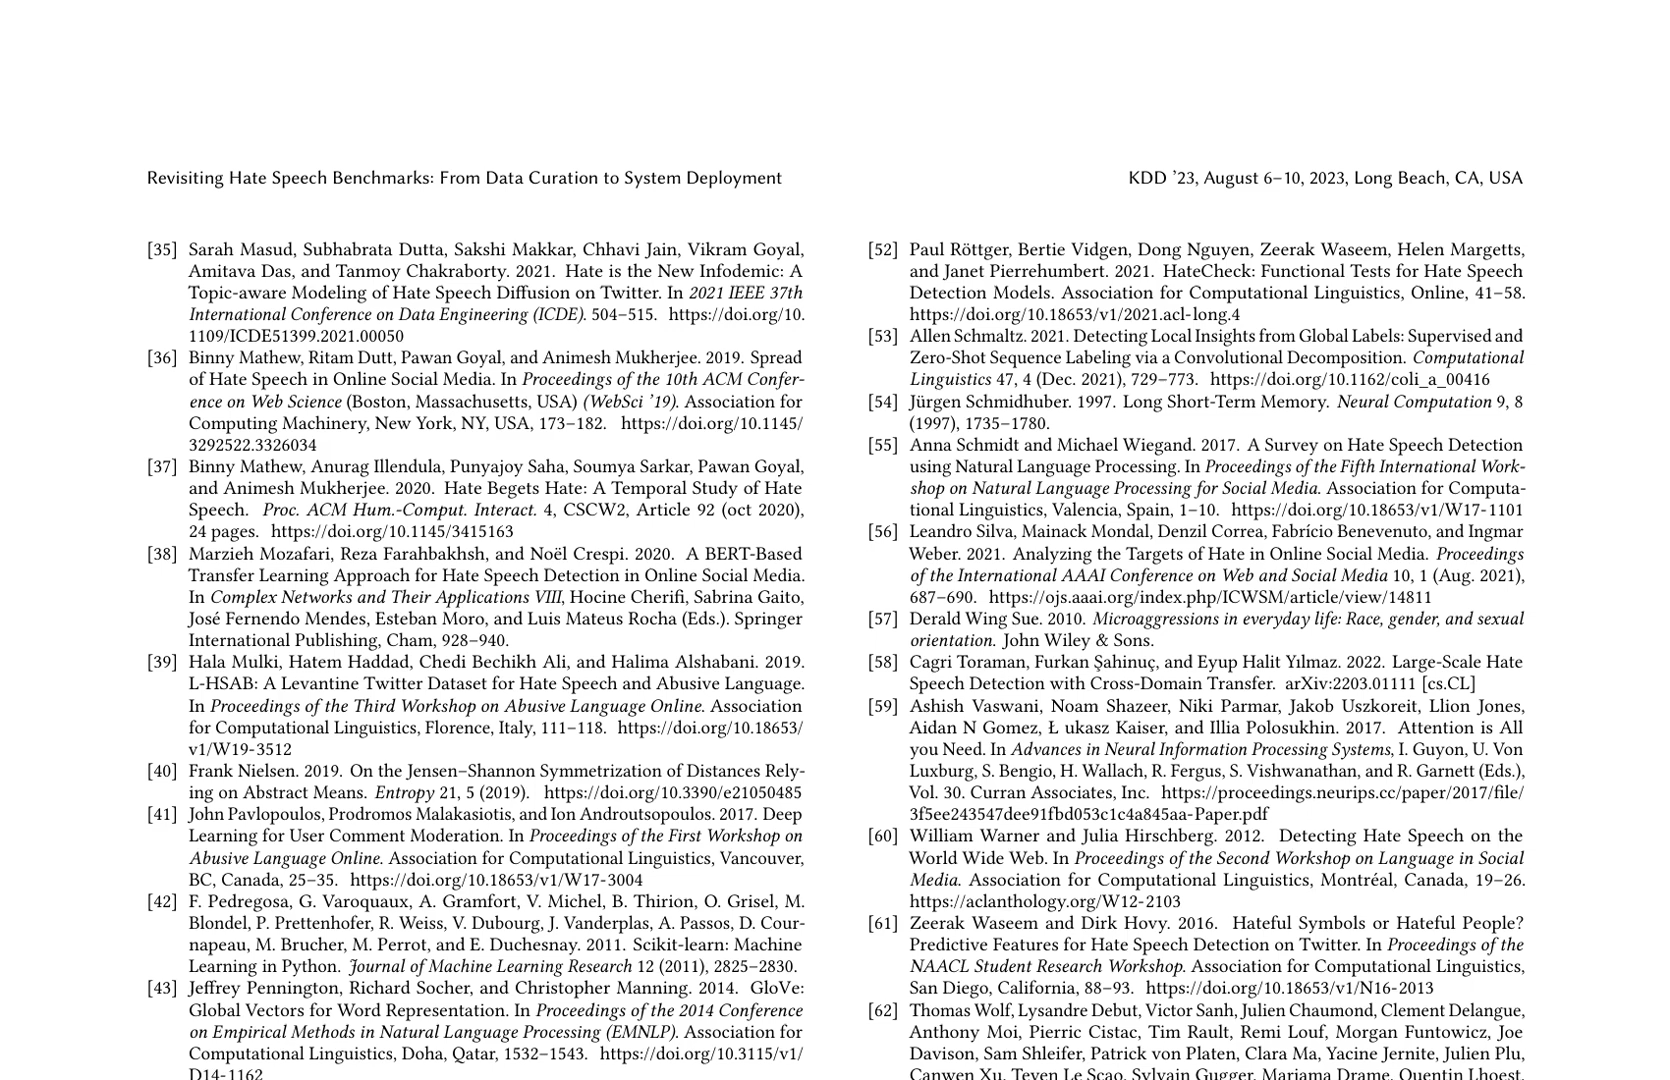 Revisiting Hate Speech Benchmarks: From Data Curation to System Deployment
KDD ’23, August 6–10, 2023, Long Beach, CA, USA
[35] Sarah Masud, Subhabrata Dutta, Sakshi Makkar, Chhavi Jain, Vikram Goyal,
Amitava Das, and Tanmoy Chakraborty. 2021. Hate is the New Infodemic: A
Topic-aware Modeling of Hate Speech Diffusion on Twitter. In 2021 IEEE 37th
International Conference on Data Engineering (ICDE). 504–515. https://doi.org/10.
1109/ICDE51399.2021.00050
[36] Binny Mathew, Ritam Dutt, Pawan Goyal, and Animesh Mukherjee. 2019. Spread
of Hate Speech in Online Social Media. In Proceedings of the 10th ACM Confer-
ence on Web Science (Boston, Massachusetts, USA) (WebSci ’19). Association for
Computing Machinery, New York, NY, USA, 173–182. https://doi.org/10.1145/
3292522.3326034
[37] Binny Mathew, Anurag Illendula, Punyajoy Saha, Soumya Sarkar, Pawan Goyal,
and Animesh Mukherjee. 2020. Hate Begets Hate: A Temporal Study of Hate
Speech. Proc. ACM Hum.-Comput. Interact. 4, CSCW2, Article 92 (oct 2020),
24 pages. https://doi.org/10.1145/3415163
[38] Marzieh Mozafari, Reza Farahbakhsh, and Noël Crespi. 2020. A BERT-Based
Transfer Learning Approach for Hate Speech Detection in Online Social Media.
In Complex Networks and Their Applications VIII, Hocine Cherifi, Sabrina Gaito,
José Fernendo Mendes, Esteban Moro, and Luis Mateus Rocha (Eds.). Springer
International Publishing, Cham, 928–940.
[39] Hala Mulki, Hatem Haddad, Chedi Bechikh Ali, and Halima Alshabani. 2019.
L-HSAB: A Levantine Twitter Dataset for Hate Speech and Abusive Language.
In Proceedings of the Third Workshop on Abusive Language Online. Association
for Computational Linguistics, Florence, Italy, 111–118. https://doi.org/10.18653/
v1/W19-3512
[40] Frank Nielsen. 2019. On the Jensen–Shannon Symmetrization of Distances Rely-
ing on Abstract Means. Entropy 21, 5 (2019). https://doi.org/10.3390/e21050485
[41] John Pavlopoulos, Prodromos Malakasiotis, and Ion Androutsopoulos. 2017. Deep
Learning for User Comment Moderation. In Proceedings of the First Workshop on
Abusive Language Online. Association for Computational Linguistics, Vancouver,
BC, Canada, 25–35. https://doi.org/10.18653/v1/W17-3004
[42] F. Pedregosa, G. Varoquaux, A. Gramfort, V. Michel, B. Thirion, O. Grisel, M.
Blondel, P. Prettenhofer, R. Weiss, V. Dubourg, J. Vanderplas, A. Passos, D. Cour-
napeau, M. Brucher, M. Perrot, and E. Duchesnay. 2011. Scikit-learn: Machine
Learning in Python. Journal of Machine Learning Research 12 (2011), 2825–2830.
[43] Jeffrey Pennington, Richard Socher, and Christopher Manning. 2014. GloVe:
Global Vectors for Word Representation. In Proceedings of the 2014 Conference
on Empirical Methods in Natural Language Processing (EMNLP). Association for
Computational Linguistics, Doha, Qatar, 1532–1543. https://doi.org/10.3115/v1/
D14-1162
[52] Paul Röttger, Bertie Vidgen, Dong Nguyen, Zeerak Waseem, Helen Margetts,
and Janet Pierrehumbert. 2021. HateCheck: Functional Tests for Hate Speech
Detection Models. Association for Computational Linguistics, Online, 41–58.
https://doi.org/10.18653/v1/2021.acl-long.4
[53] Allen Schmaltz. 2021. Detecting Local Insights from Global Labels: Supervised and
Zero-Shot Sequence Labeling via a Convolutional Decomposition. Computational
Linguistics 47, 4 (Dec. 2021), 729–773. https://doi.org/10.1162/coli_a_00416
[54] Jürgen Schmidhuber. 1997. Long Short-Term Memory. Neural Computation 9, 8
(1997), 1735–1780.
[55] Anna Schmidt and Michael Wiegand. 2017. A Survey on Hate Speech Detection
using Natural Language Processing. In Proceedings of the Fifth International Work-
shop on Natural Language Processing for Social Media. Association for Computa-
tional Linguistics, Valencia, Spain, 1–10. https://doi.org/10.18653/v1/W17-1101
[56] Leandro Silva, Mainack Mondal, Denzil Correa, Fabrício Benevenuto, and Ingmar
Weber. 2021. Analyzing the Targets of Hate in Online Social Media. Proceedings
of the International AAAI Conference on Web and Social Media 10, 1 (Aug. 2021),
687–690. https://ojs.aaai.org/index.php/ICWSM/article/view/14811
[57] Derald Wing Sue. 2010. Microaggressions in everyday life: Race, gender, and sexual
orientation. John Wiley & Sons.
[58] Cagri Toraman, Furkan Şahinuç, and Eyup Halit Yılmaz. 2022. Large-Scale Hate
Speech Detection with Cross-Domain Transfer. arXiv:2203.01111 [cs.CL]
[59] Ashish Vaswani, Noam Shazeer, Niki Parmar, Jakob Uszkoreit, Llion Jones,
Aidan N Gomez, Ł ukasz Kaiser, and Illia Polosukhin. 2017. Attention is All
you Need. In Advances in Neural Information Processing Systems, I. Guyon, U. Von
Luxburg, S. Bengio, H. Wallach, R. Fergus, S. Vishwanathan, and R. Garnett (Eds.),
Vol. 30. Curran Associates, Inc. https://proceedings.neurips.cc/paper/2017/file/
3f5ee243547dee91fbd053c1c4a845aa-Paper.pdf
[60] William Warner and Julia Hirschberg. 2012. Detecting Hate Speech on the
World Wide Web. In Proceedings of the Second Workshop on Language in Social
Media. Association for Computational Linguistics, Montréal, Canada, 19–26.
https://aclanthology.org/W12-2103
[61] Zeerak Waseem and Dirk Hovy. 2016. Hateful Symbols or Hateful People?
Predictive Features for Hate Speech Detection on Twitter. In Proceedings of the
NAACL Student Research Workshop. Association for Computational Linguistics,
San Diego, California, 88–93. https://doi.org/10.18653/v1/N16-2013
[62] Thomas Wolf, Lysandre Debut, Victor Sanh, Julien Chaumond, Clement Delangue,
Anthony Moi, Pierric Cistac, Tim Rault, Remi Louf, Morgan Funtowicz, Joe
Davison, Sam Shleifer, Patrick von Platen, Clara Ma, Yacine Jernite, Julien Plu,
Canwen Xu, Teven Le Scao, Sylvain Gugger, Mariama Drame, Quentin Lhoest,